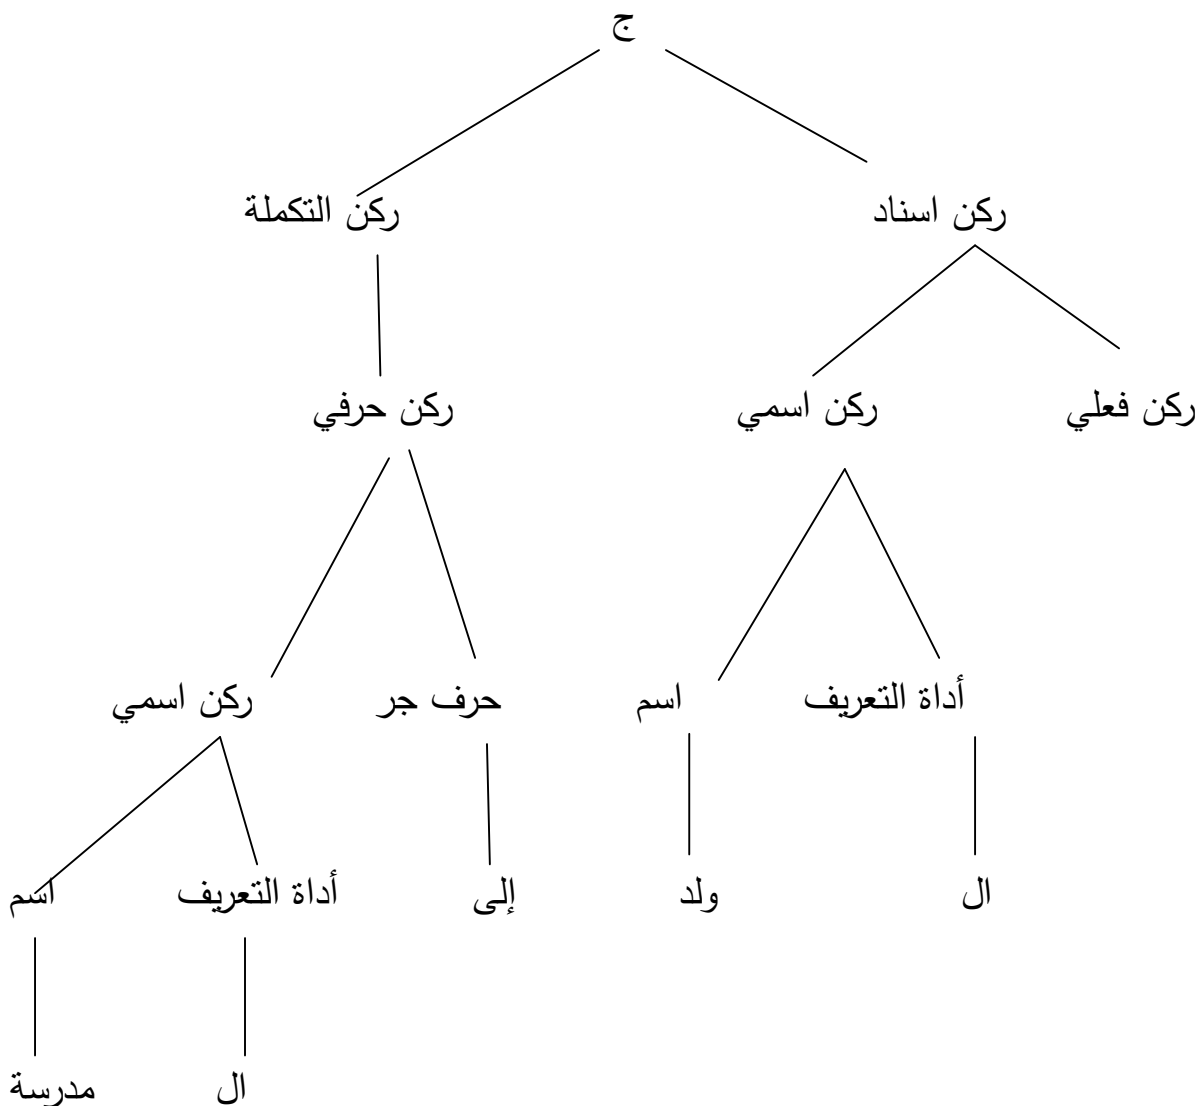 ج
ركن اسناد ركن التكملة
ركن فعلي ركن اسمي ركن حرفي
أداة التعريف اسم حرف جر ركن اسمي
ال ولد إلى أداة التعريف اسم
ال مدرسة